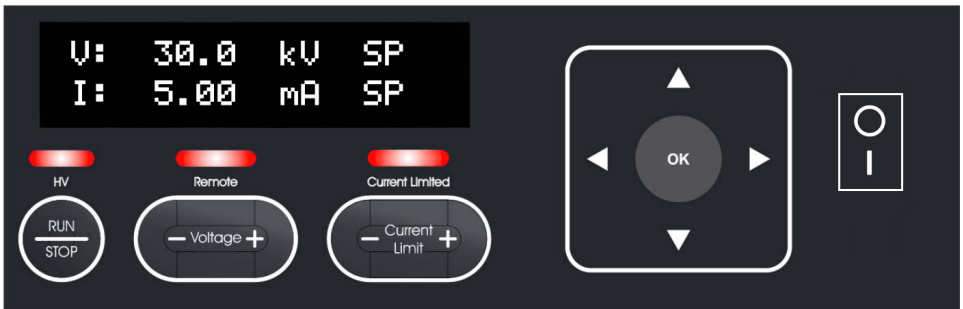 V: 30.0 kV SP
I: 5.00 mA SP
HV
Remote
Current Limited
RUN
STOP
- Voltage +
- Current Limit +
OK
O
I